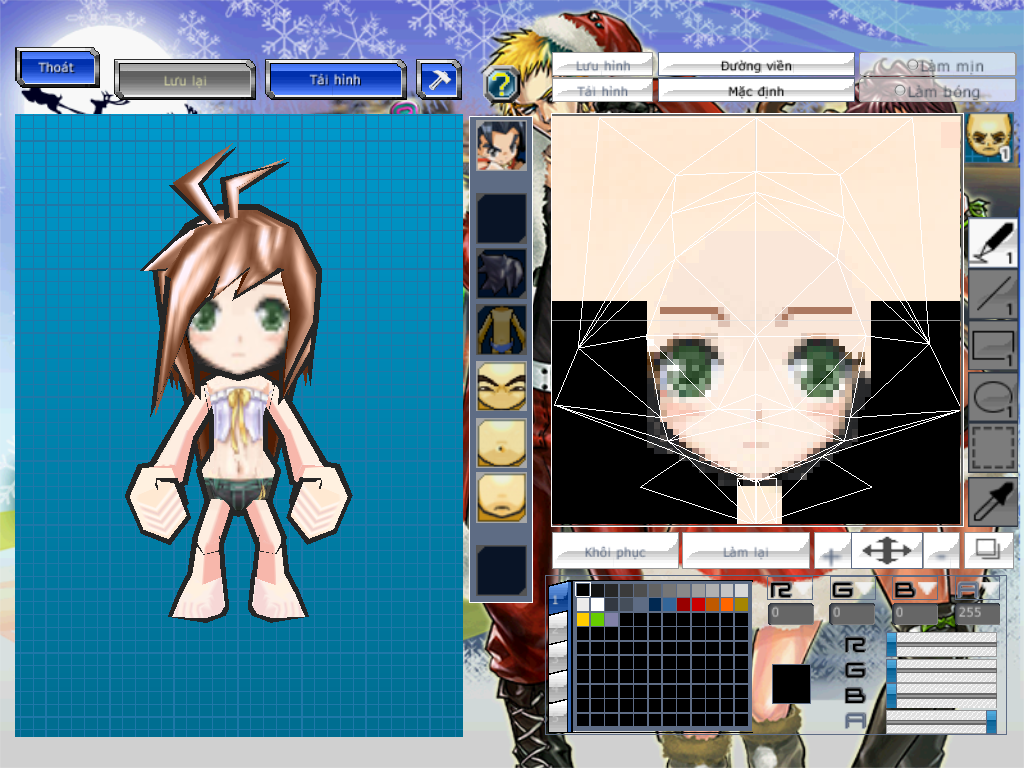 Thoát
Lưu lại
Tải hình
?
Lưu hình
Đường viền
Làm mịn
Tải hình
Mặc định
Làm bóng
1
1
1
1
1
Khôi phục
Làm lại
+
-
1
R G B A
0 0 0 255
R
G
B
A